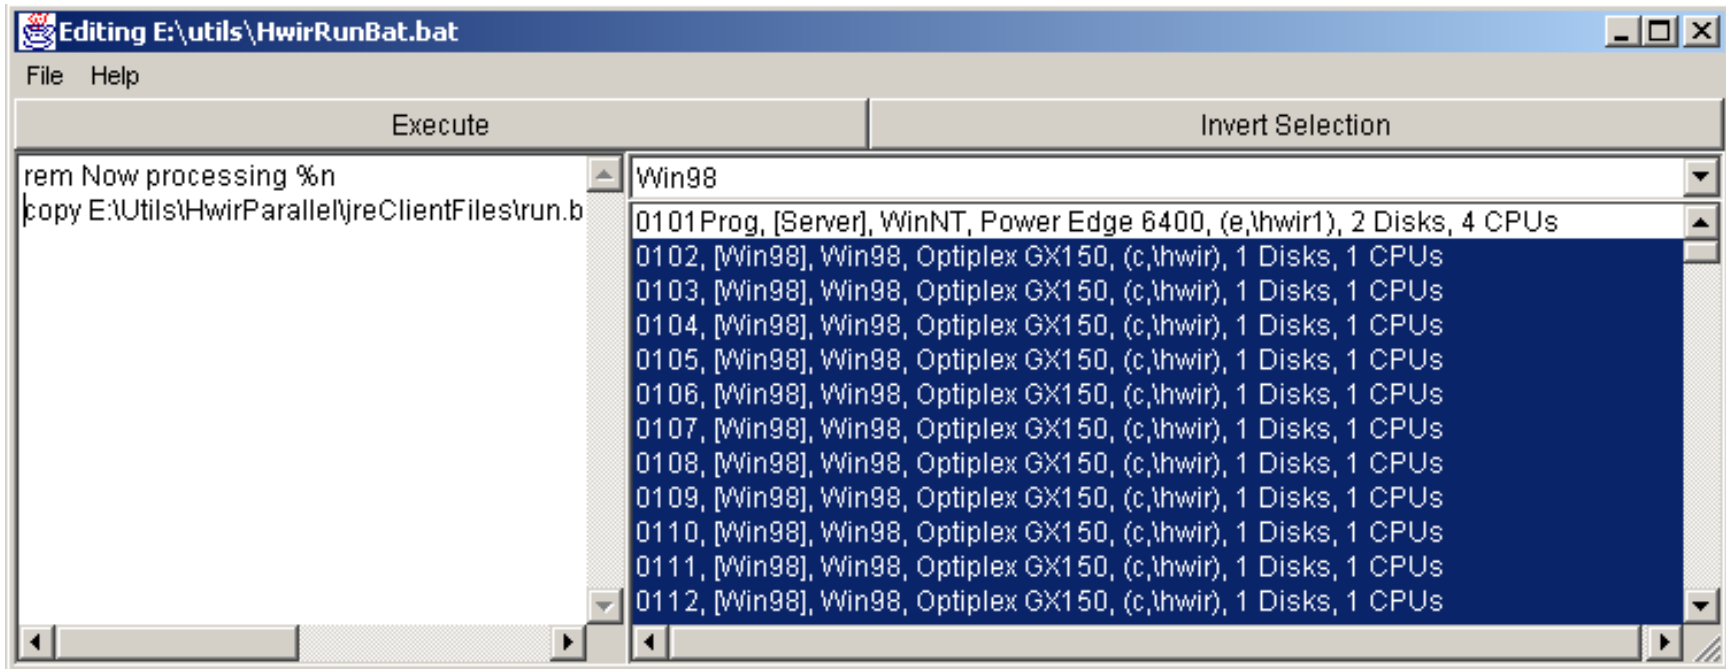 Editing E:\utils\HwirRunBat.bat
File Help
Execute Invert Selection
rem Now processing %n
copy E:\Utils\HwirParallel\jreClientFiles\run.b
Win98
0101Prog, [Server], WinNT, Power Edge 6400, (e,\hwir1), 2 Disks, 4 CPUs
0102, [Win98], Win98, Optiplex GX150, (c,\hwir), 1 Disks, 1 CPUs
0103, [Win98], Win98, Optiplex GX150, (c,\hwir), 1 Disks, 1 CPUs
0104, [Win98], Win98, Optiplex GX150, (c,\hwir), 1 Disks, 1 CPUs
0105, [Win98], Win98, Optiplex GX150, (c,\hwir), 1 Disks, 1 CPUs
0106, [Win98], Win98, Optiplex GX150, (c,\hwir), 1 Disks, 1 CPUs
0107, [Win98], Win98, Optiplex GX150, (c,\hwir), 1 Disks, 1 CPUs
0108, [Win98], Win98, Optiplex GX150, (c,\hwir), 1 Disks, 1 CPUs
0109, [Win98], Win98, Optiplex GX150, (c,\hwir), 1 Disks, 1 CPUs
0110, [Win98], Win98, Optiplex GX150, (c,\hwir), 1 Disks, 1 CPUs
0111, [Win98], Win98, Optiplex GX150, (c,\hwir), 1 Disks, 1 CPUs
0112, [Win98], Win98, Optiplex GX150, (c,\hwir), 1 Disks, 1 CPUs